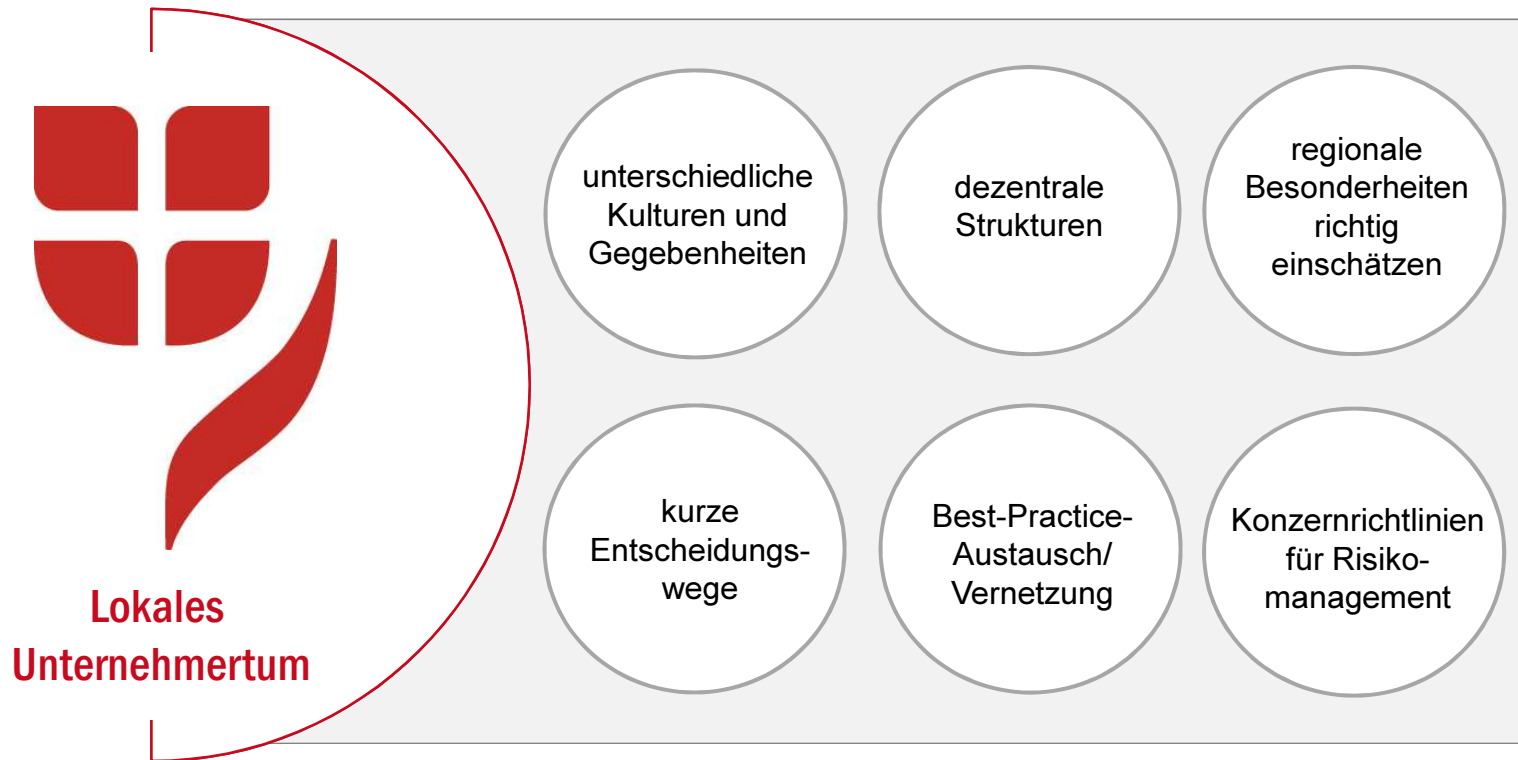 Lokales
Unternehmertum
unterschiedliche
Kulturen und
Gegebenheiten
dezentrale
Strukturen
regionale
Besonderheiten
richtig
einschätzen
kurze
Entscheidungs-
wege
Best-Practice-
Austausch/
Vernetzung
Konzernrichtlinien
für Risiko-
management